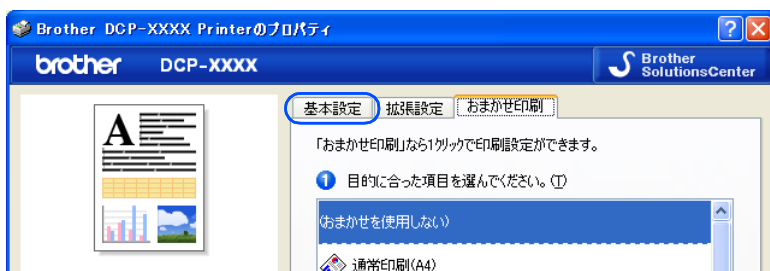 Brother DCP-XXXX Printerのプロパティ
brother DCP-XXXX Brother SolutionsCenter
基本設定 拡張設定 おまかせ印刷
A
「おまかせ印刷」なら1クリックで印刷設定ができます。
1 目的に合った項目を選んでください。(T)
(おまかせを使用しない)
通常印刷(A4)